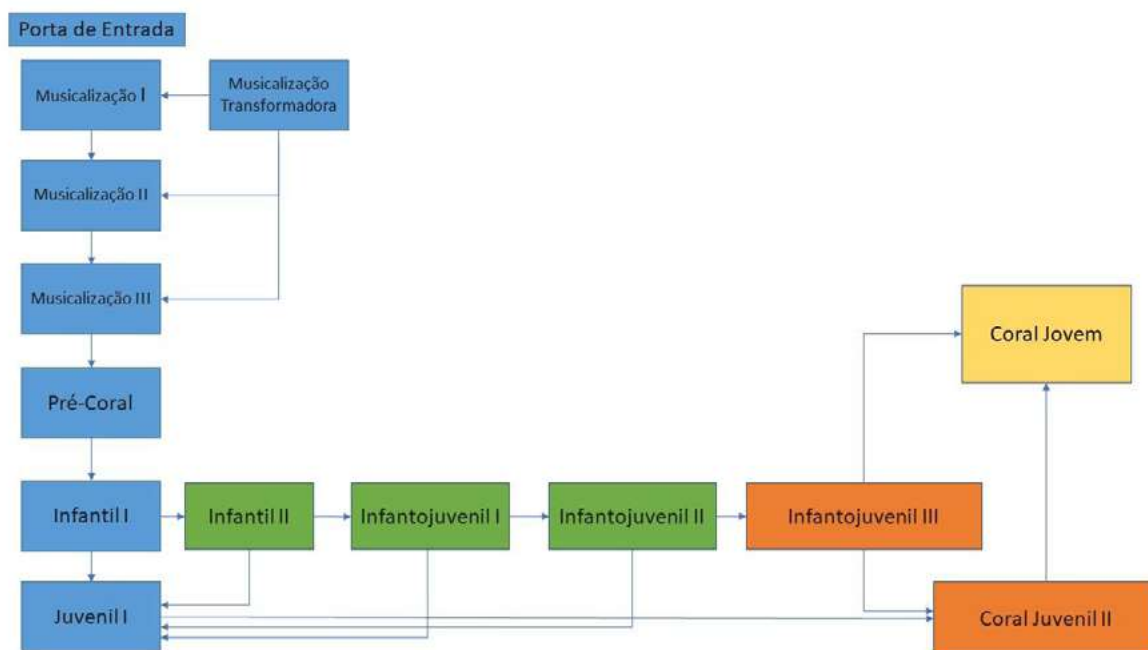 Porta de Entrada
Musicalização I
Musicalização
Transformadora
Musicalização II
Musicalização III
Coral Jovem
Pré-Coral
Infantil I
Infantil II
Infantojuvenil I
Infantojuvenil II
Infantojuvenil III
Juvenil I
Coral Juvenil II